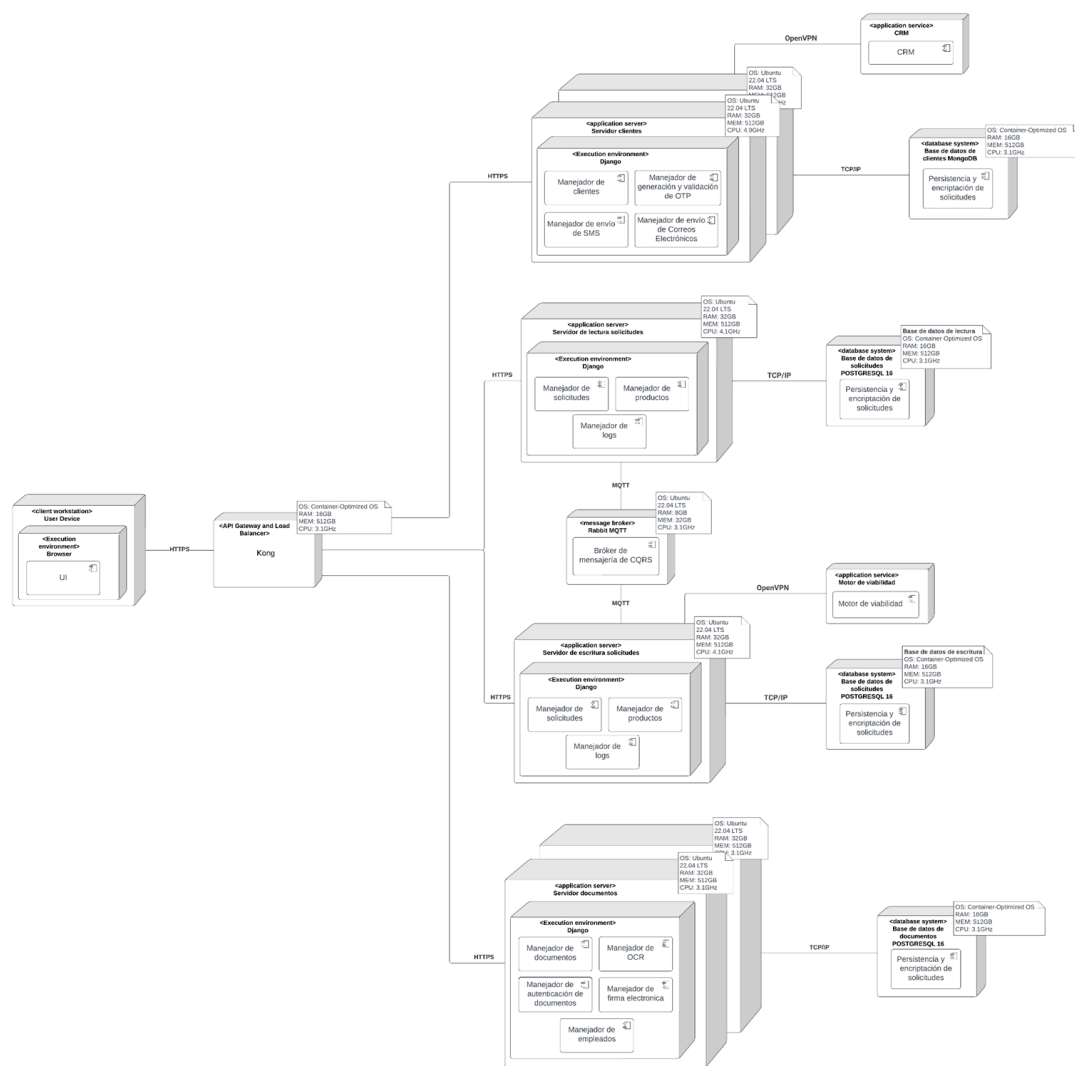 <application service>
CRM
CRM
OpenVPN
OS: Ubuntu
22.04 LTS
RAM: 32GB
OS: Ubuntu
22.04 LTS
RAM: 32GB
MEM: 512GB
CPU: 4.9GHz
<application server>
Servidor clientes
<Execution environment>
Django
Manejador de
clientes
Manejador de
generación y validación
de OTP
Manejador de envío
de SMS
Manejador de envío
de Correos
Electrónicos
HTTPS
TCP/IP
OS: Container-Optimized OS
RAM: 16GB
MEM: 512GB
CPU: 3.1GHz
<database system>
Base de datos de
clientes MongoDB
Persistencia y
encriptación de
solicitudes
OS: Ubuntu
22.04 LTS
RAM: 32GB
MEM: 512GB
CPU: 4.1GHz
<application server>
Servidor de lectura solicitudes
<Execution environment>
Django
Manejador de
solicitudes
Manejador de
productos
Manejador de
logs
HTTPS
TCP/IP
Base de datos de lectura
OS: Container-Optimized OS
RAM: 16GB
MEM: 512GB
CPU: 3.1GHz
<database system>
Base de datos de
solicitudes
POSTGRESQL 16
Persistencia y
encriptación de
solicitudes
MQTT
OS: Ubuntu
22.04 LTS
RAM: 8GB
MEM: 32GB
CPU: 3.1GHz
<message broker>
Rabbit MQTT
Bróker de
mensajería de CQRS
MQTT
<client workstation>
User Device
<Execution
environment>
Browser
UI
HTTPS
OS: Container-Optimized OS
RAM: 16GB
MEM: 512GB
CPU: 3.1GHz
<API Gateway and Load
Balancer>
Kong
OpenVPN
<application service>
Motor de viabilidad
Motor de viabilidad
OS: Ubuntu
22.04 LTS
RAM: 32GB
MEM: 512GB
CPU: 4.1GHz
<application server>
Servidor de escritura solicitudes
<Execution environment>
Django
Manejador de
solicitudes
Manejador de
productos
Manejador de
logs
HTTPS
TCP/IP
Base de datos de escritura
OS: Container-Optimized OS
RAM: 16GB
MEM: 512GB
CPU: 3.1GHz
<database system>
Base de datos de
solicitudes
POSTGRESQL 16
Persistencia y
encriptación de
solicitudes
OS: Ubuntu
22.04 LTS
RAM: 32GB
MEM: 512GB
3.1GHz
OS: Ubuntu
22.04 LTS
RAM: 32GB
MEM: 512GB
CPU: 3.1GHz
<application server>
Servidor documentos
<Execution environment>
Django
Manejador de
documentos
Manejador de
OCR
Manejador de
autenticación de
documentos
Manejador de
firma electronica
Manejador de
empleados
HTTPS
TCP/IP
OS: Container-Optimized OS
RAM: 16GB
MEM: 512GB
CPU: 3.1GHz
<database system>
Base de datos de
documentos
POSTGRESQL 16
Persistencia y
encriptación de
solicitudes